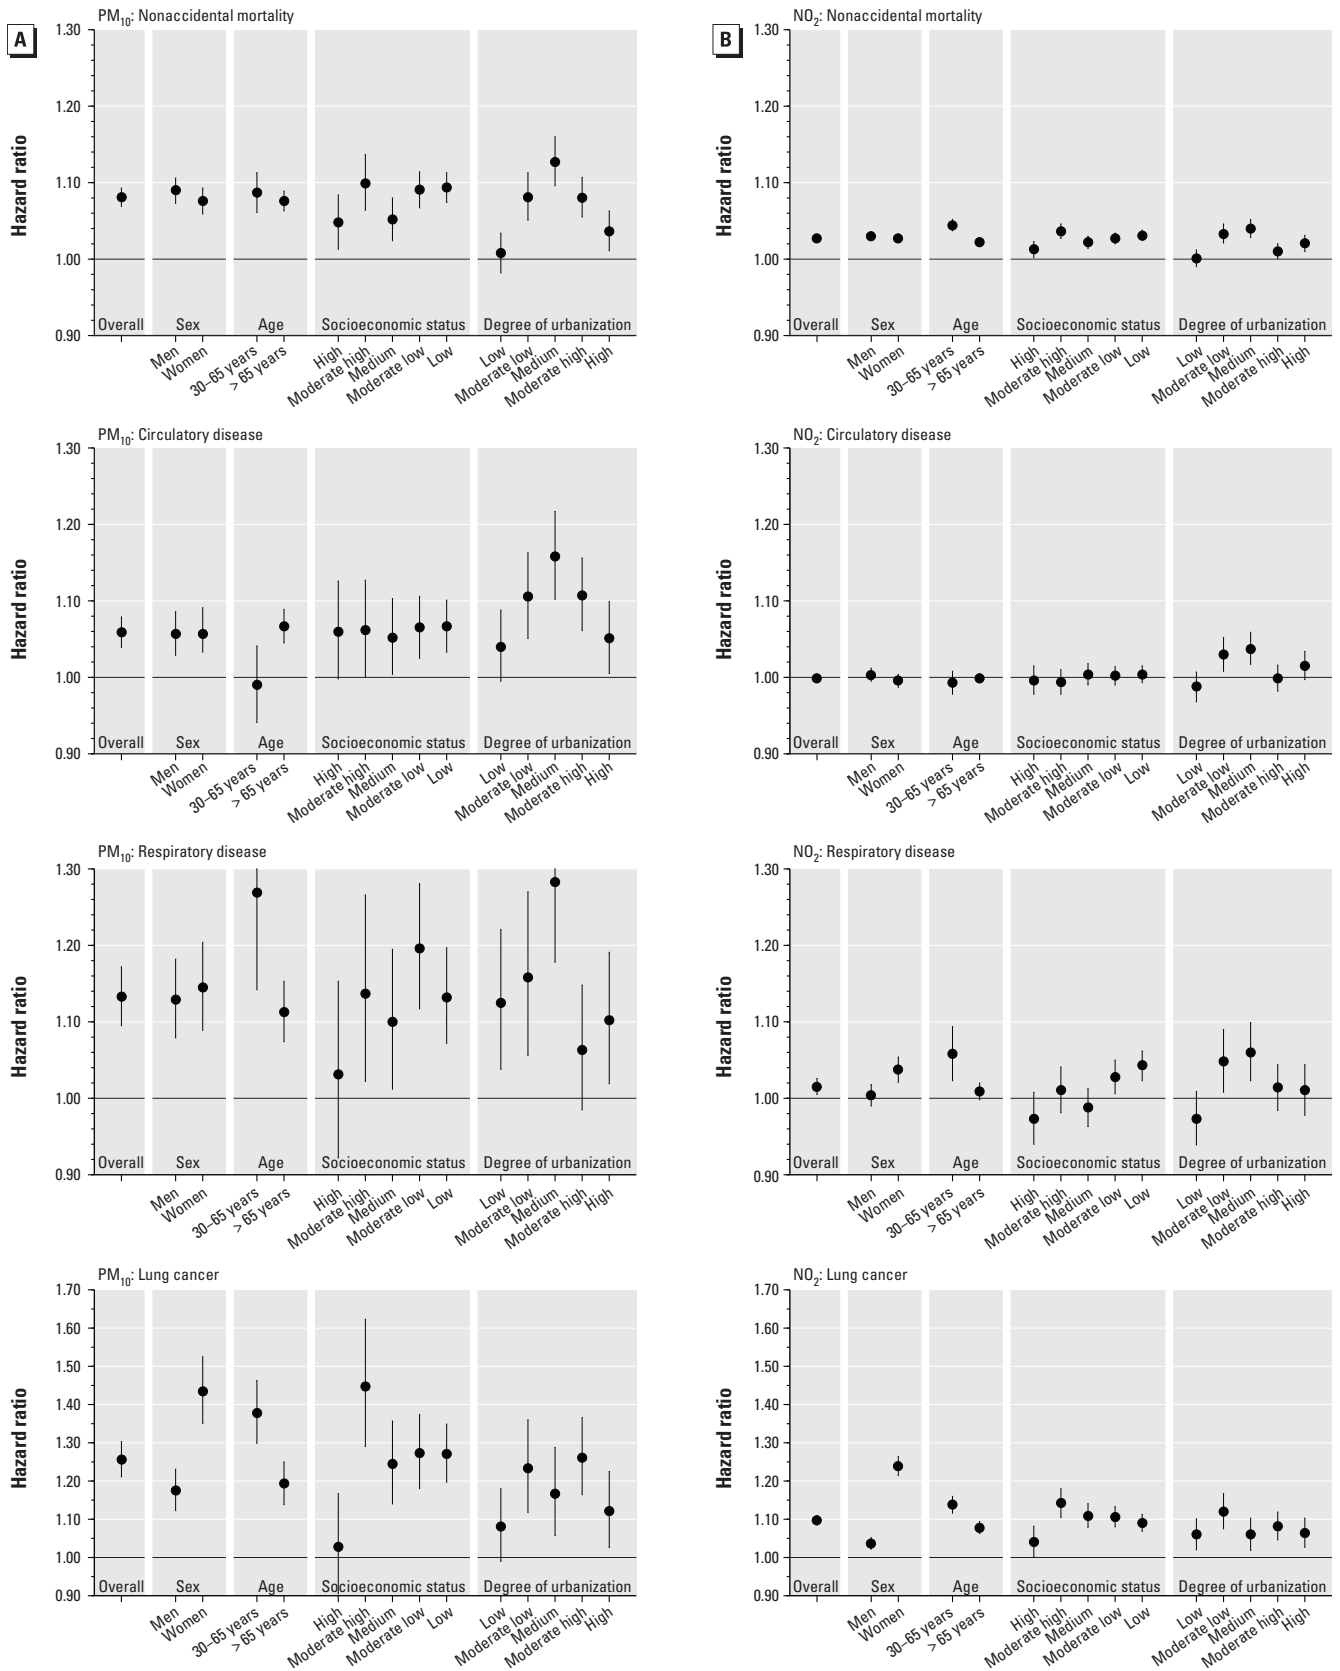 A
PM10: Nonaccidental mortality
Hazard ratio
1.30
1.20
1.10
1.00
0.90
Overall
Sex
Age
Socioeconomic status
Degree of urbanization
Men
Women
30–65 years
> 65 years
High
Moderate high
Medium
Moderate low
Low
Low
Moderate low
Medium
Moderate high
High
B
NO2: Nonaccidental mortality
Hazard ratio
1.30
1.20
1.10
1.00
0.90
Overall
Sex
Age
Socioeconomic status
Degree of urbanization
Men
Women
30–65 years
> 65 years
High
Moderate high
Medium
Moderate low
Low
Low
Moderate low
Medium
Moderate high
High
PM10: Circulatory disease
Hazard ratio
1.30
1.20
1.10
1.00
0.90
Overall
Sex
Age
Socioeconomic status
Degree of urbanization
Men
Women
30–65 years
> 65 years
High
Moderate high
Medium
Moderate low
Low
Low
Moderate low
Medium
Moderate high
High
NO2: Circulatory disease
Hazard ratio
1.30
1.20
1.10
1.00
0.90
Overall
Sex
Age
Socioeconomic status
Degree of urbanization
Men
Women
30–65 years
> 65 years
High
Moderate high
Medium
Moderate low
Low
Low
Moderate low
Medium
Moderate high
High
PM10: Respiratory disease
Hazard ratio
1.30
1.20
1.10
1.00
0.90
Overall
Sex
Age
Socioeconomic status
Degree of urbanization
Men
Women
30–65 years
> 65 years
High
Moderate high
Medium
Moderate low
Low
Low
Moderate low
Medium
Moderate high
High
NO2: Respiratory disease
Hazard ratio
1.30
1.20
1.10
1.00
0.90
Overall
Sex
Age
Socioeconomic status
Degree of urbanization
Men
Women
30–65 years
> 65 years
High
Moderate high
Medium
Moderate low
Low
Low
Moderate low
Medium
Moderate high
High
PM10: Lung cancer
Hazard ratio
1.70
1.60
1.50
1.40
1.30
1.20
1.10
1.00
0.90
Overall
Sex
Age
Socioeconomic status
Degree of urbanization
Men
Women
30–65 years
> 65 years
High
Moderate high
Medium
Moderate low
Low
Low
Moderate low
Medium
Moderate high
High
NO2: Lung cancer
Hazard ratio
1.70
1.60
1.50
1.40
1.30
1.20
1.10
1.00
0.90
Overall
Sex
Age
Socioeconomic status
Degree of urbanization
Men
Women
30–65 years
> 65 years
High
Moderate high
Medium
Moderate low
Low
Low
Moderate low
Medium
Moderate high
High